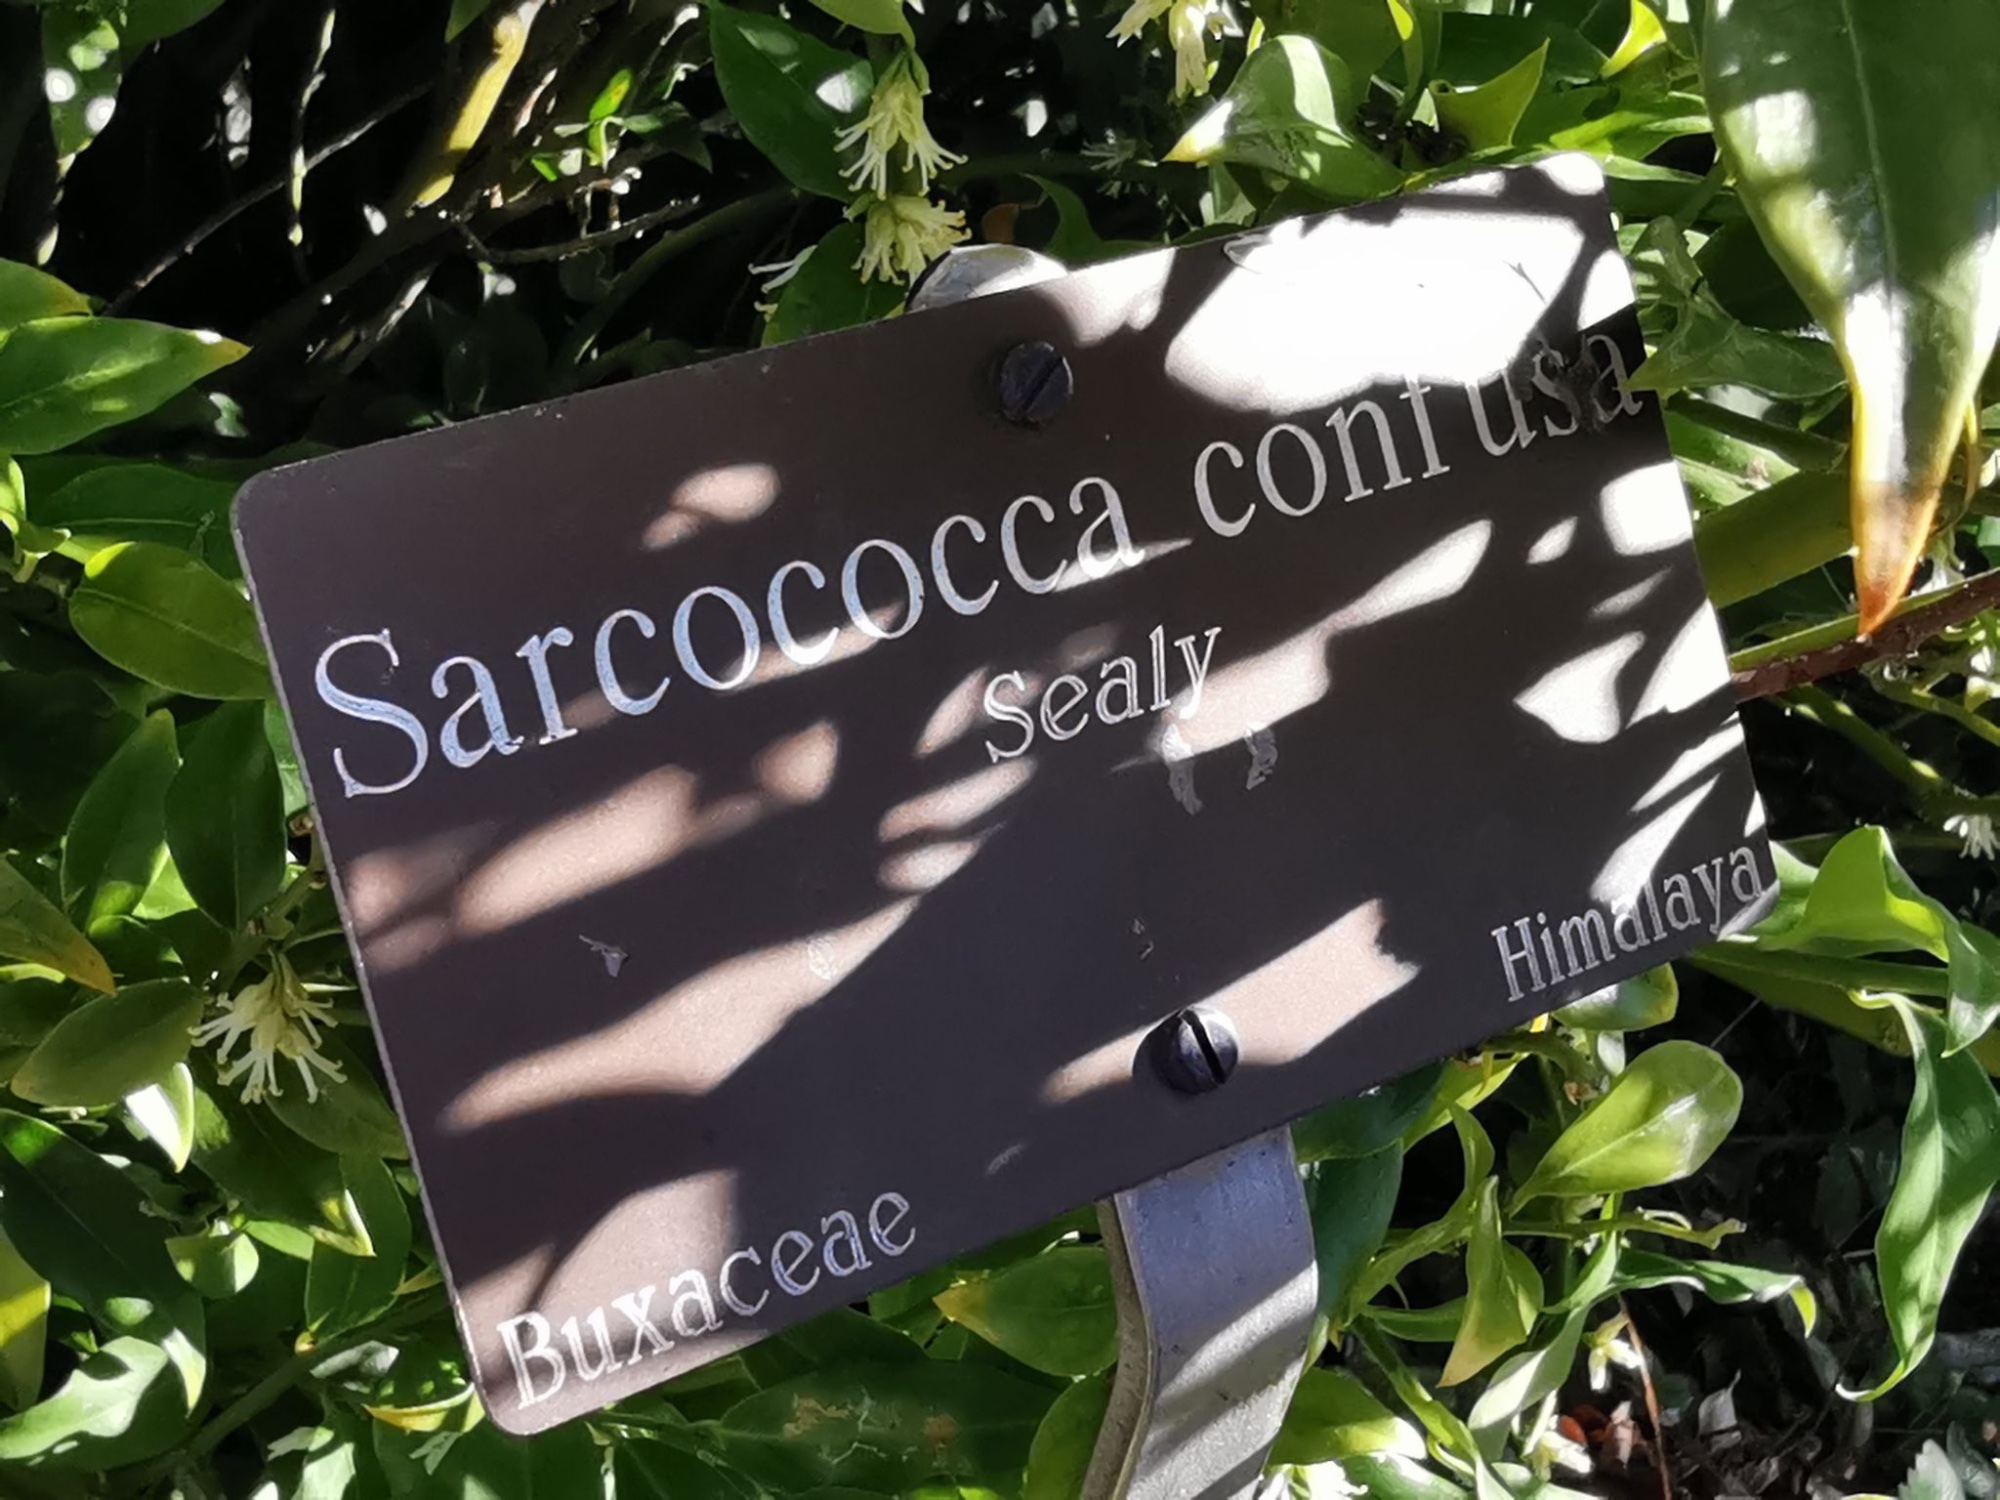 Sarcococca confusa
Sealy
Himalaya
Buxaceae